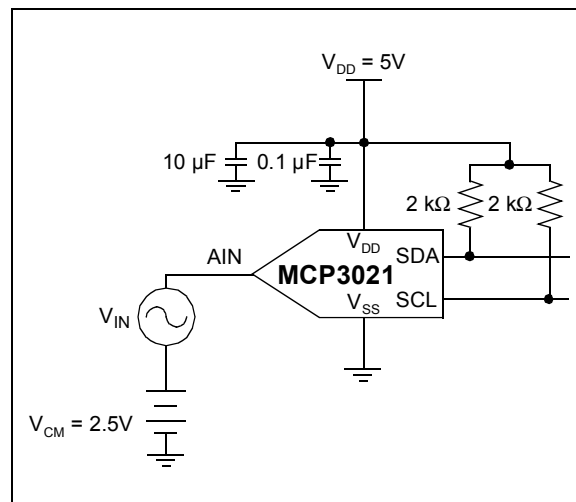 V_DD = 5V
10 µF
0.1 µF
2 kΩ
2 kΩ
AIN
V_DD
SDA
MCP3021
V_SS
SCL
V_IN
V_CM = 2.5V